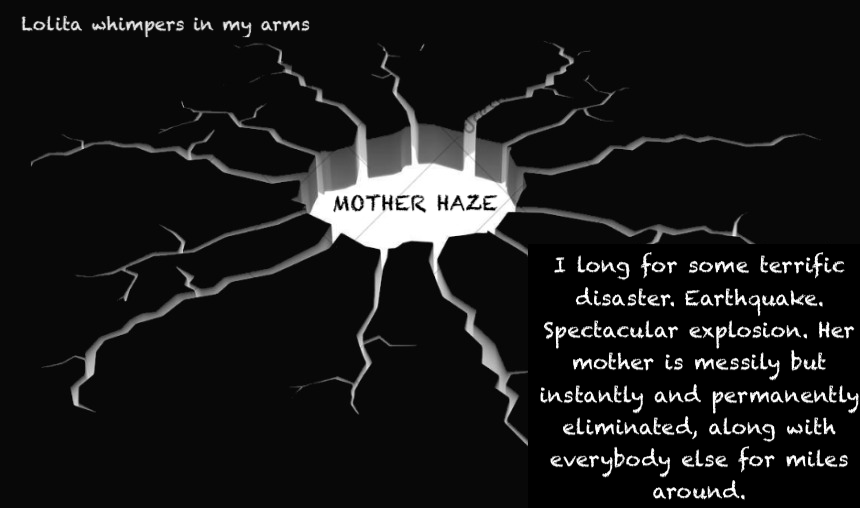 Lolita whimpers in my arms
MOTHER HAZE
I long for some terrific
disaster. Earthquake.
Spectacular explosion. Her
mother is messily but
instantly and permanently
eliminated, along with
everybody else for miles
around.